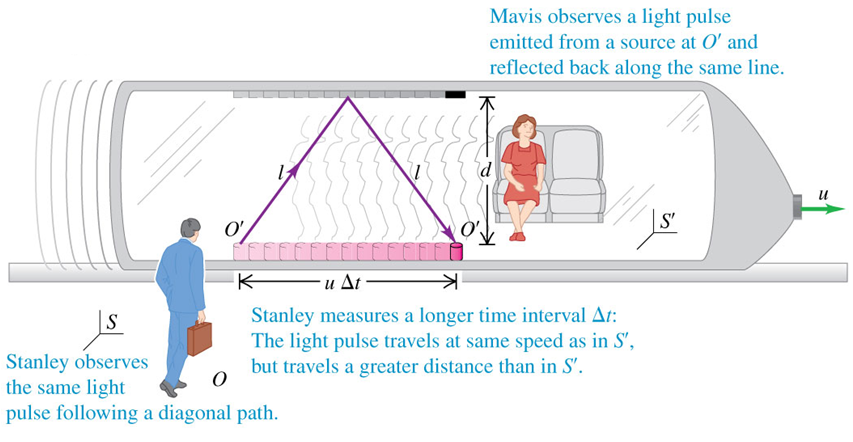 Mavis observes a light pulse
emitted from a source at O′ and
reflected back along the same line.
l
l
d
O′
O′
S′
u
u Δt
S
O
Stanley measures a longer time interval Δt:
The light pulse travels at same speed as in S′,
but travels a greater distance than in S′.
Stanley observes
the same light
pulse following a diagonal path.